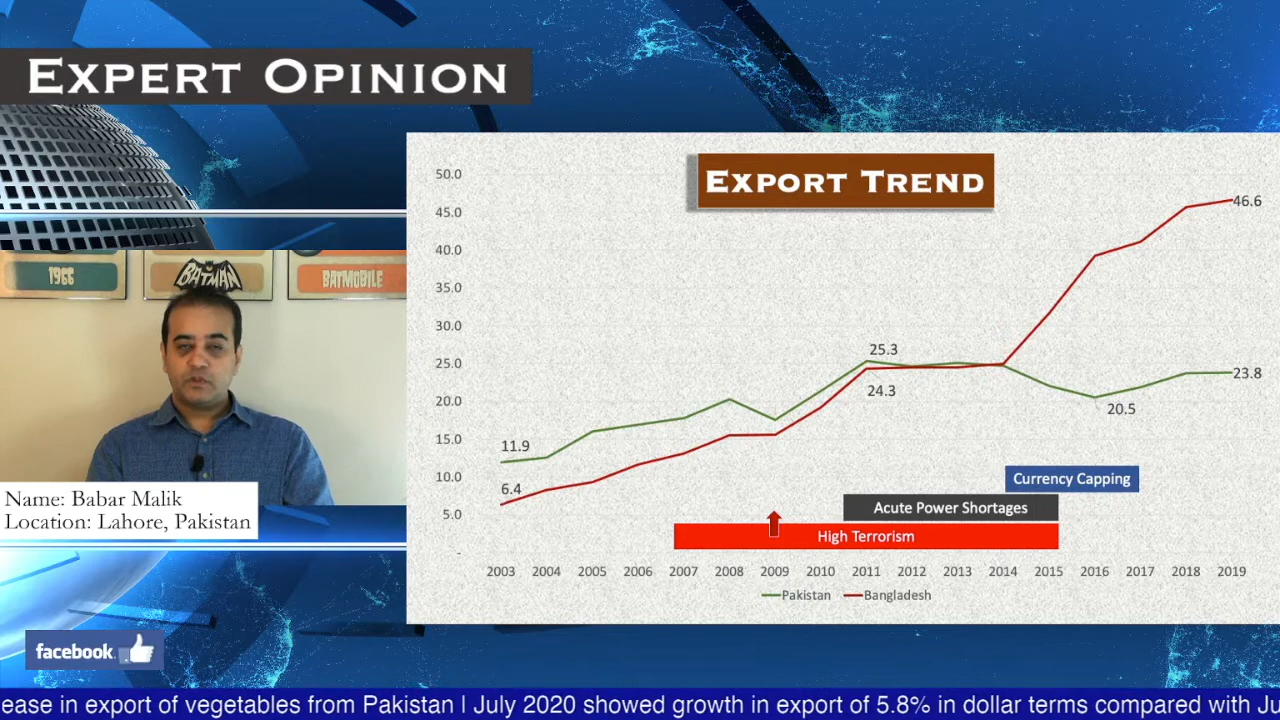 EXPERT OPINION
EXPORT TREND
50.0
45.0
40.0
35.0
30.0
25.0
20.0
15.0
10.0
5.0
-
46.6
25.3
24.3
23.8
20.5
11.9
6.4
Currency Capping
Acute Power Shortages
High Terrorism
2003 2004 2005 2006 2007 2008 2009 2010 2011 2012 2013 2014 2015 2016 2017 2018 2019
Pakistan Bangladesh
1966 BATMAN BATMOBILE
Name: Babar Malik
Location: Lahore, Pakistan
facebook.
ease in export of vegetables from Pakistan l July 2020 showed growth in export of 5.8% in dollar terms compared with Ju